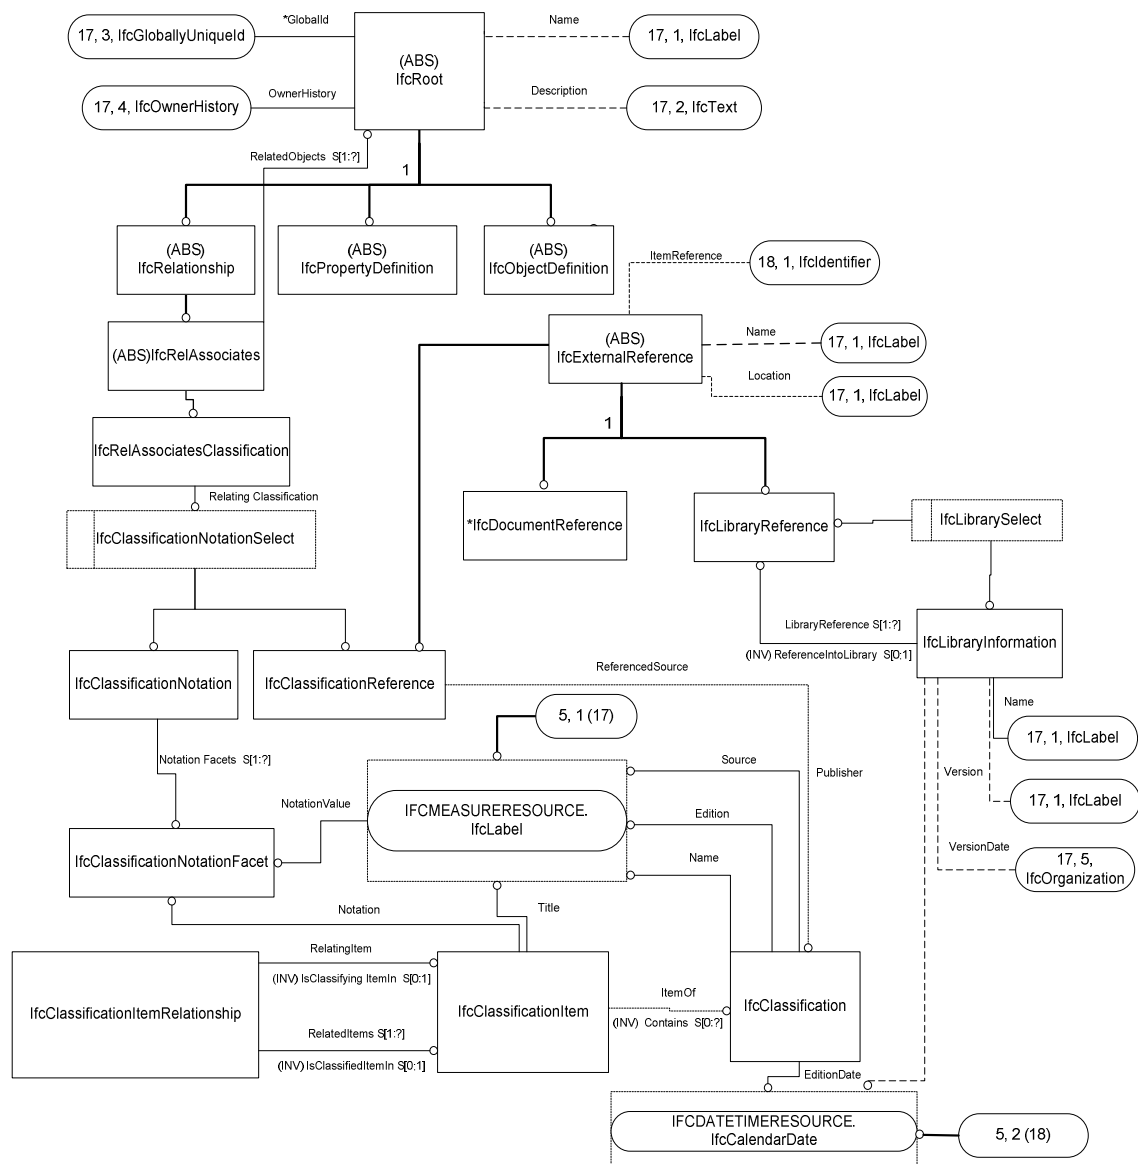 *GlobalId
Name
17, 3, IfcGloballyUniqueId
17, 1, IfcLabel
(ABS)
IfcRoot
OwnerHistory
Description
17, 4, IfcOwnerHistory
17, 2, IfcText
RelatedObjects S[1:?]
1
(ABS)
IfcRelationship
(ABS)
IfcPropertyDefinition
(ABS)
IfcObjectDefinition
ItemReference
18, 1, IfcIdentifier
(ABS)IfcRelAssociates
(ABS)
IfcExternalReference
Name
17, 1, IfcLabel
Location
17, 1, IfcLabel
1
IfcRelAssociatesClassification
Relating Classification
IfcClassificationNotationSelect
*IfcDocumentReference
IfcLibraryReference
IfcLibrarySelect
LibraryReference S[1:?]
(INV) ReferenceIntoLibrary S[0:1]
IfcLibraryInformation
IfcClassificationNotation
IfcClassificationReference
ReferencedSource
Name
17, 1, IfcLabel
5, 1 (17)
Notation Facets S[1:?]
Source
Publisher
Version
17, 1, IfcLabel
NotationValue
IFCMEASURERESOURCE.
IfcLabel
Edition
VersionDate
IfcClassificationNotationFacet
Name
17, 5,
IfcOrganization
Notation
Title
RelatingItem
(INV) IsClassifying ItemIn S[0:1]
IfcClassificationItemRelationship
IfcClassificationItem
ItemOf
(INV) Contains S[0:?]
IfcClassification
RelatedItems S[1:?]
(INV) IsClassifiedItemIn S[0:1]
EditionDate
IFCDATETIMERESOURCE.
IfcCalendarDate
5, 2 (18)